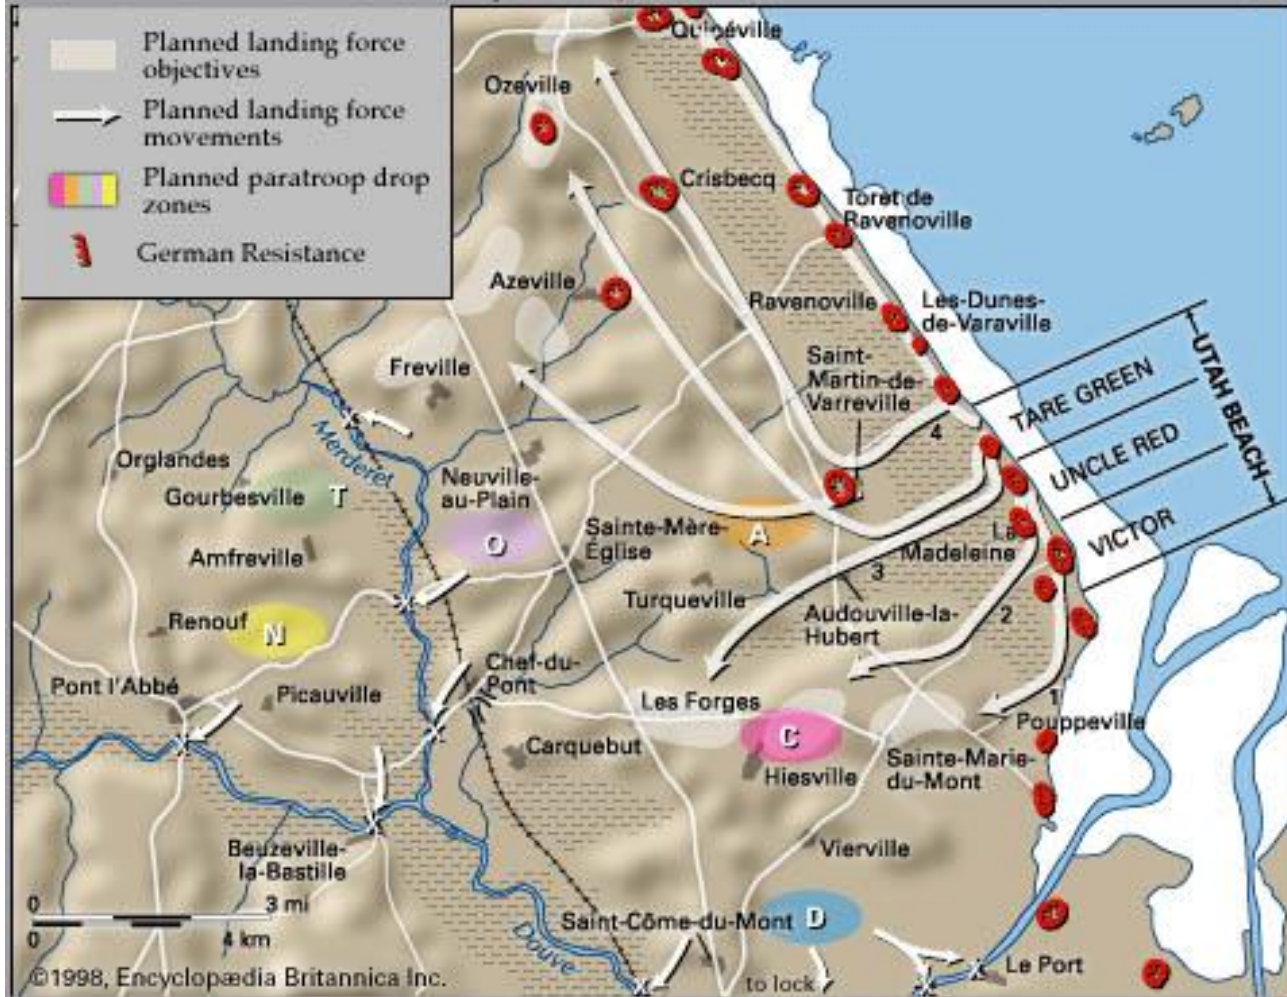 Planned landing force
objectives
Planned landing force
movements
Planned paratroop drop
zones
German Resistance
Quinéville
Ozeville
Crisbecq
Toret de
Ravenoville
Azeville
Ravenoville
Les-Dunes-
de-Varaville
Saint-
Martin-de-
Varreville
Freville
UTAH BEACH
TARE GREEN
4
UNCLE RED
VICTOR
Merderet
Orglandes
Gourbesville
T
Neuville-
au-Plain
O
Sainte-Mère-
Église
A
La
Madeleine
Amfreville
3
Turqueville
Audouville-la-
Hubert
2
Renouf
N
Chef-du-
Pont
Pont l'Abbé
Picauville
Les Forges
1
Pouppeville
C
Carquebut
Hiesville
Sainte-Marie-
du-Mont
Beuzeville-
la-Bastille
Vierville
0
3 mi
0
4 km
Saint-Côme-du-Mont
D
Douve
Le Port
to lock
©1998, Encyclopædia Britannica Inc.